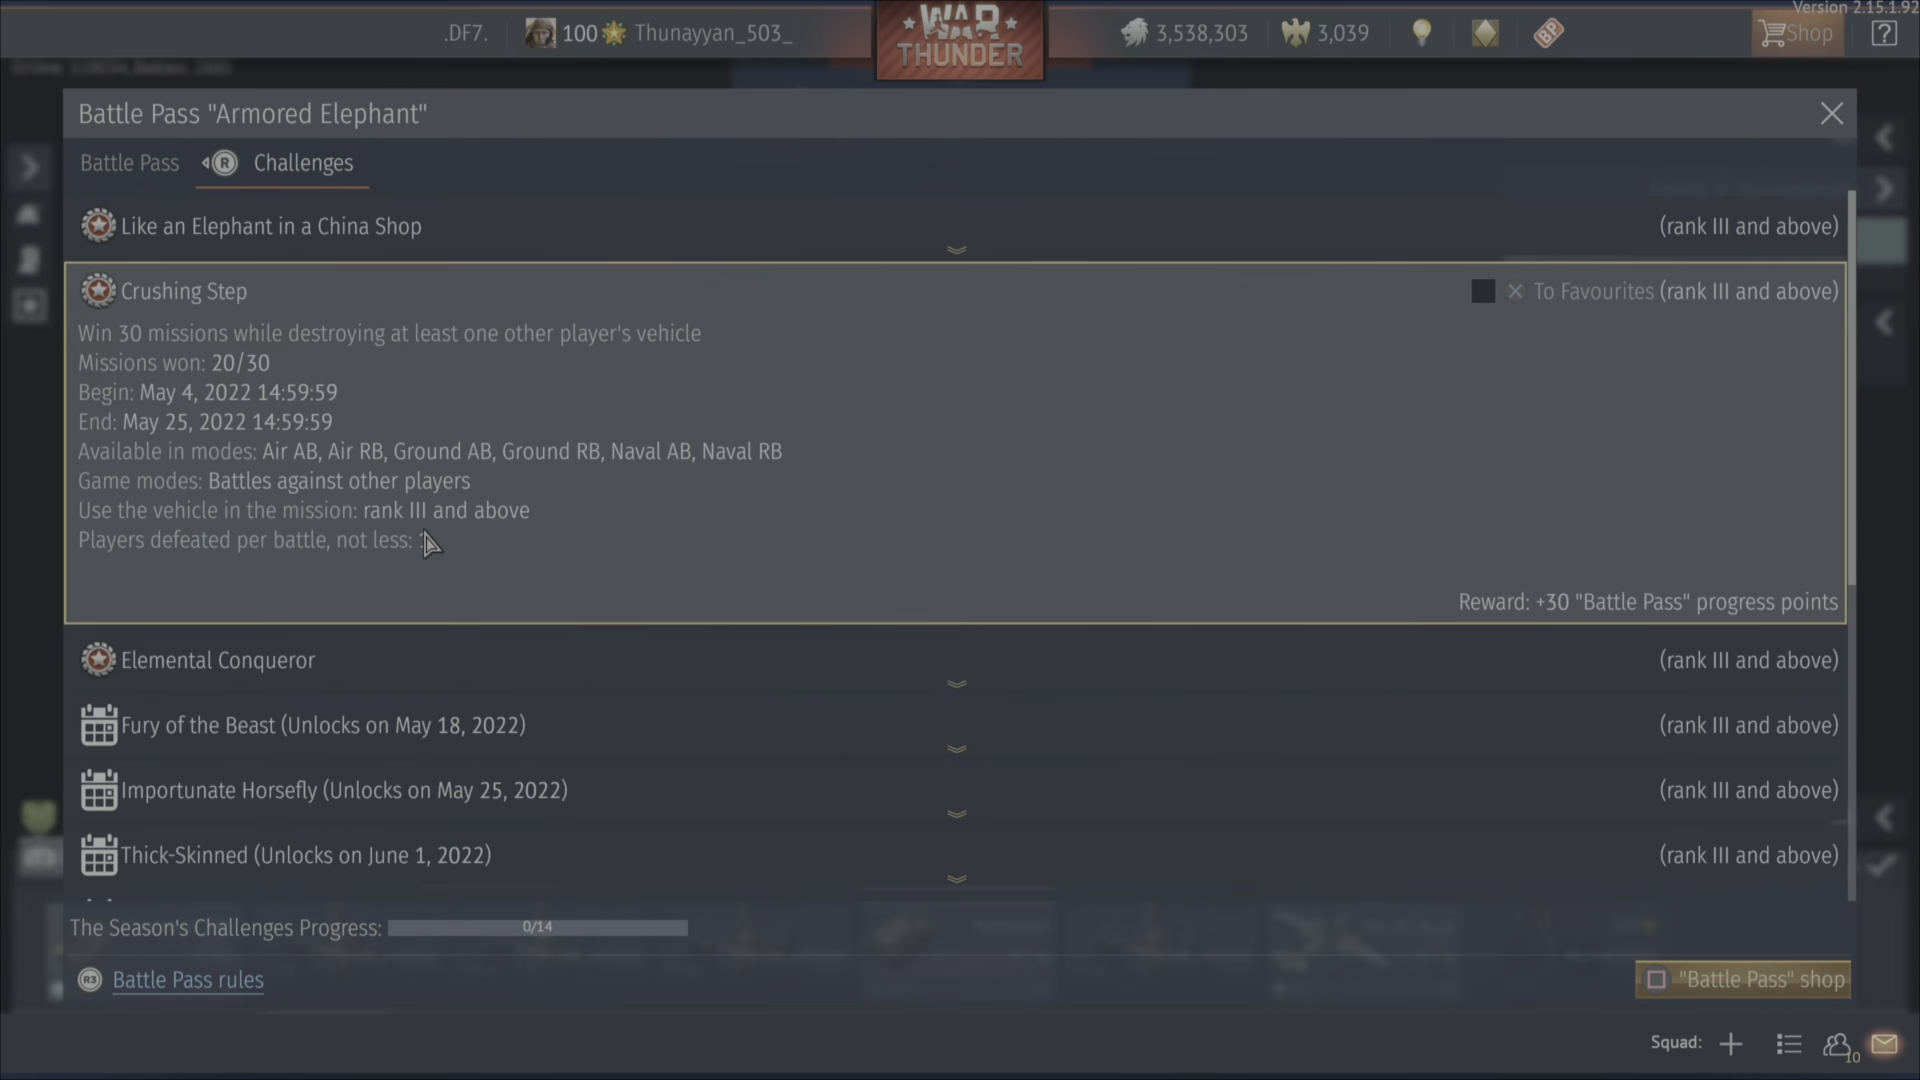 Version 2.15.1.92
.DF7. 100 Thunayyan_503_
WAR THUNDER
3,538,303 3,039 BP Shop ?
Battle Pass "Armored Elephant"
Battle Pass R Challenges
Like an Elephant in a China Shop (rank III and above)
Crushing Step To Favourites (rank III and above)
Win 30 missions while destroying at least one other player's vehicle
Missions won: 20/30
Begin: May 4, 2022 14:59:59
End: May 25, 2022 14:59:59
Available in modes: Air AB, Air RB, Ground AB, Ground RB, Naval AB, Naval RB
Game modes: Battles against other players
Use the vehicle in the mission: rank III and above
Players defeated per battle, not less:
Reward: +30 "Battle Pass" progress points
Elemental Conqueror (rank III and above)
Fury of the Beast (Unlocks on May 18, 2022) (rank III and above)
Importunate Horsefly (Unlocks on May 25, 2022) (rank III and above)
Thick-Skinned (Unlocks on June 1, 2022) (rank III and above)
The Season's Challenges Progress: 0/14
R3 Battle Pass rules "Battle Pass" shop
Squad: 10